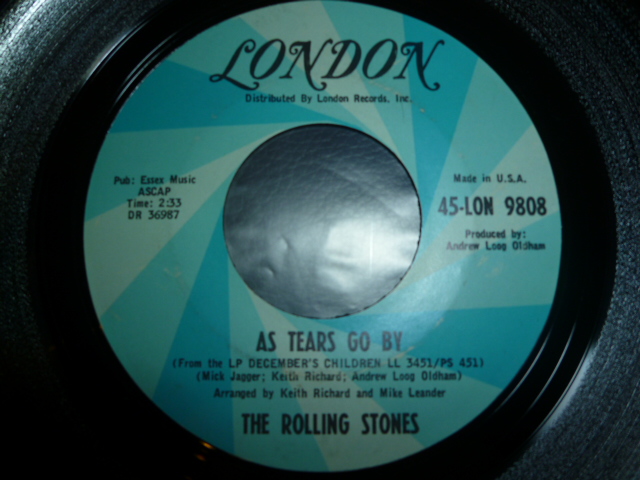 LONDON
Distributed By London Records, Inc.
Pub: Essex Music
ASCAP
Time: 2:33
DR 36987
Made in U.S.A.
45-LON 9808
Produced by:
Andrew Loog Oldham
AS TEARS GO BY
(From the LP DECEMBER'S CHILDREN LL 3451/PS 451)
(Mick Jagger; Keith Richard; Andrew Loog Oldham)
Arranged by Keith Richard and Mike Leander
THE ROLLING STONES